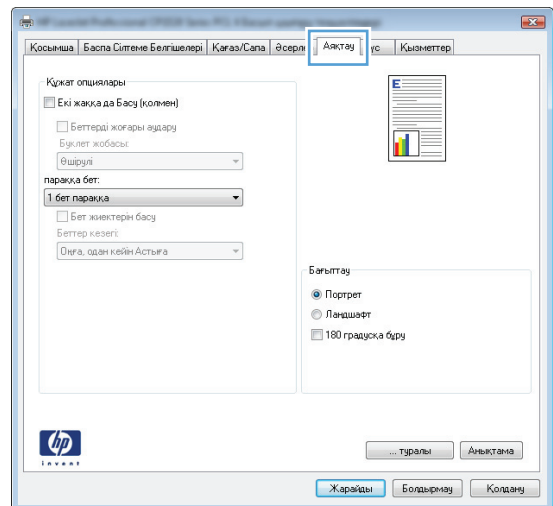 Қосымша Баспа Сілтеме Белгішелері Қағаз/Сапа Әсерле Аяқтау үс Қызметтер
Құжат опциялары
Екі жаққа да Басу (қолмен)
Беттерді жоғары аудару
Буклет жобасы:
Өшірулі
параққа бет:
1 бет параққа
Бет жиектерін басу
Беттер кезегі:
Оңға, одан кейін Астыға
E
Бағыттау
Портрет
Ландшафт
180 градусқа бұру
hp
invent
... туралы Анықтама
Жарайды Болдырмау Қолдану